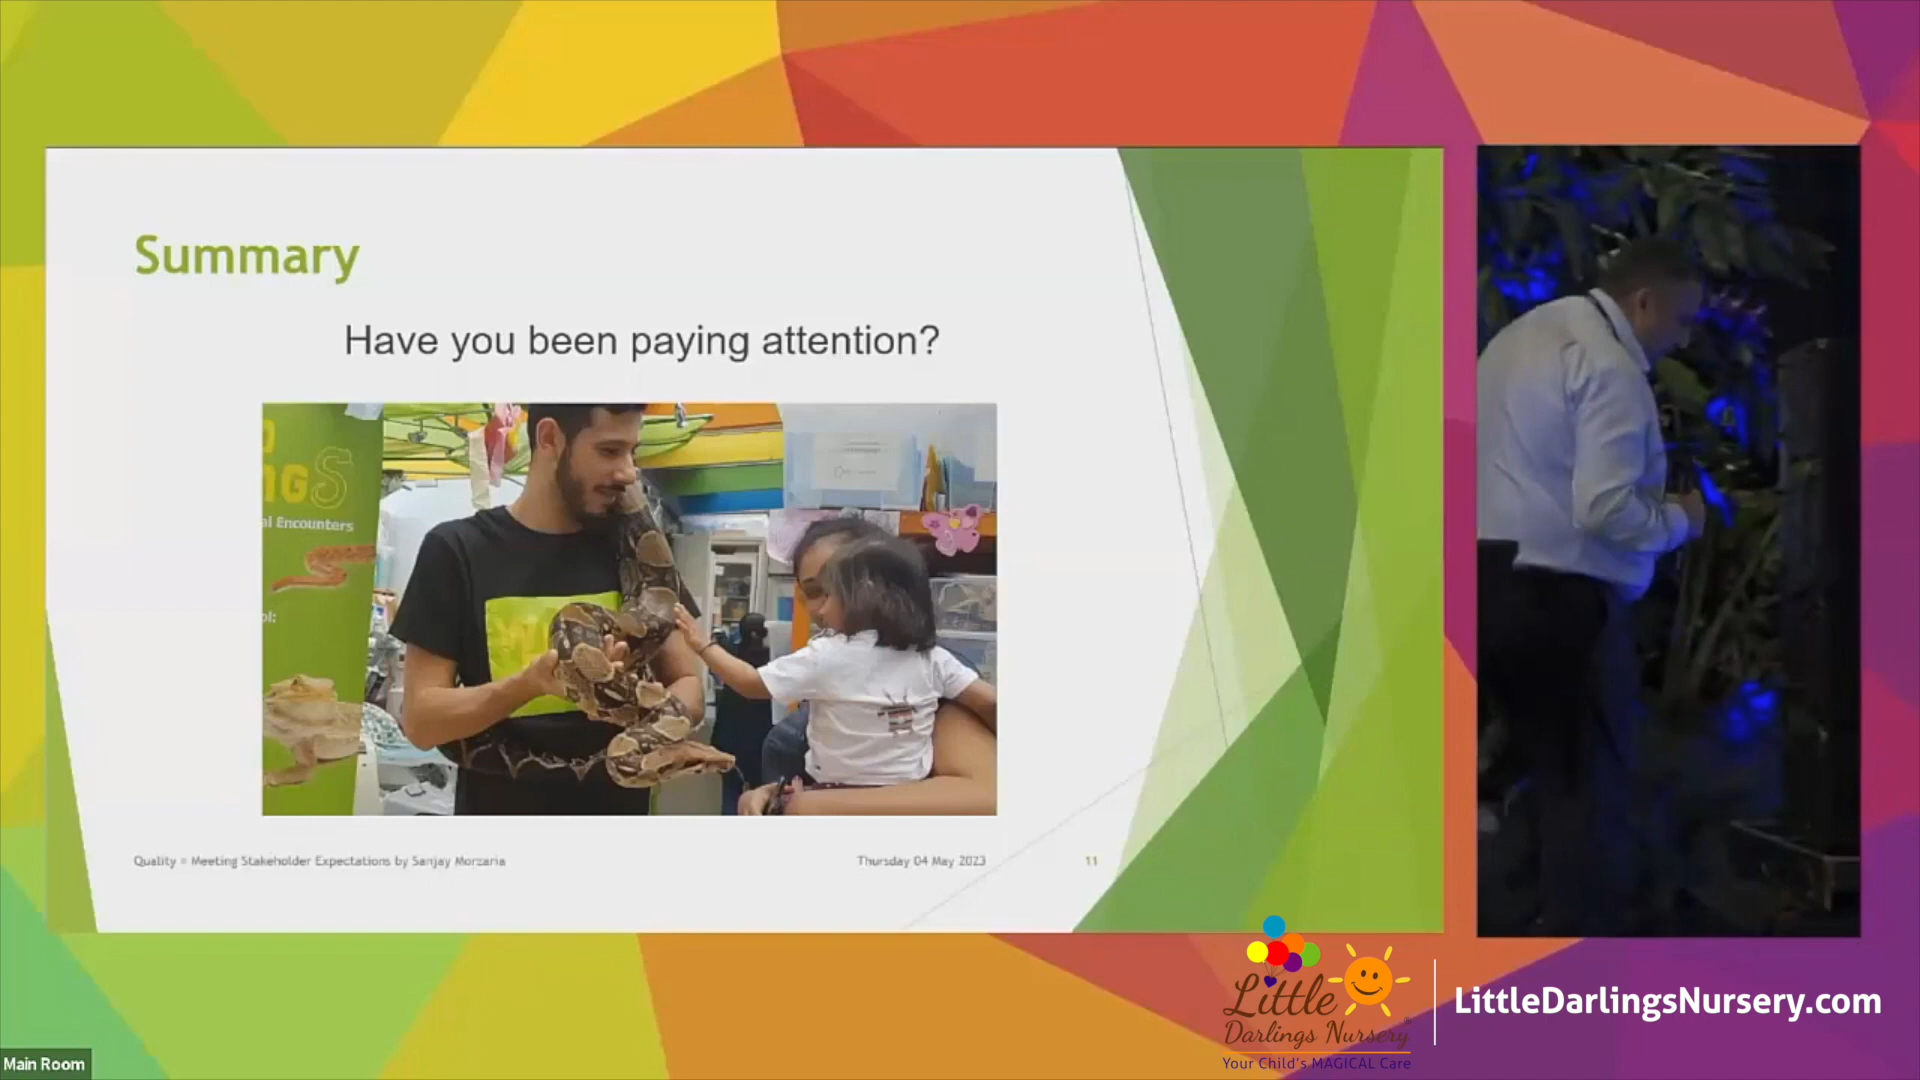 Summary
Have you been paying attention?
S
al Encounters
ol:
Quality = Meeting Stakeholder Expectations by Sanjay Morzaria
Thursday 04 May 2023
11
Little
Darlings Nursery
Your Child's MAGICAL Care
LittleDarlingsNursery.com
Main Room